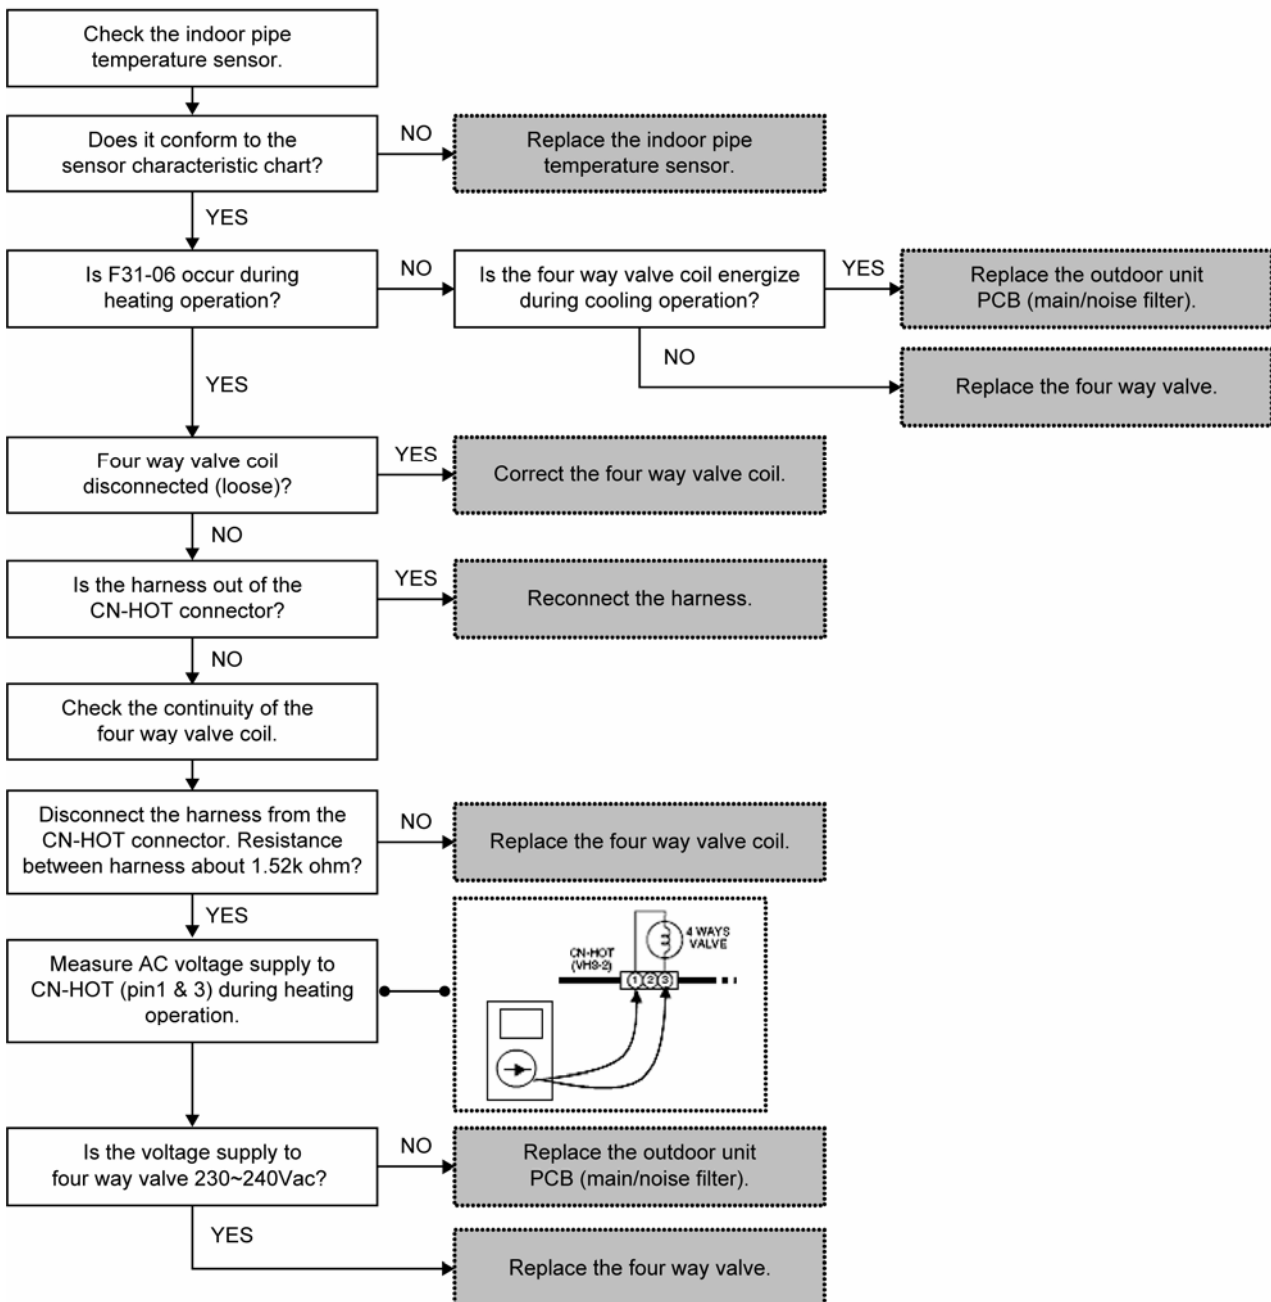 Check the indoor pipe
temperature sensor.
Does it conform to the
sensor characteristic chart?
NO
Replace the indoor pipe
temperature sensor.
YES
Is F31-06 occur during
heating operation?
NO
Is the four way valve coil energize
during cooling operation?
YES
Replace the outdoor unit
PCB (main/noise filter).
NO
Replace the four way valve.
YES
Four way valve coil
disconnected (loose)?
YES
Correct the four way valve coil.
NO
Is the harness out of the
CN-HOT connector?
YES
Reconnect the harness.
NO
Check the continuity of the
four way valve coil.
Disconnect the harness from the
CN-HOT connector. Resistance
between harness about 1.52k ohm?
NO
Replace the four way valve coil.
YES
Measure AC voltage supply to
CN-HOT (pin1 & 3) during heating
operation.
4 WAYS
VALVE
CN-HOT
(VH3-2)
1 2 3
Is the voltage supply to
four way valve 230~240Vac?
NO
Replace the outdoor unit
PCB (main/noise filter).
YES
Replace the four way valve.